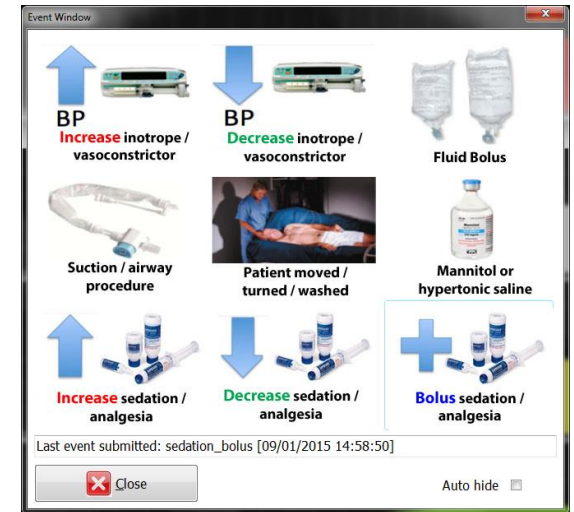 Event Window
BP
Increase inotrope /
vasoconstrictor
BP
Decrease inotrope /
vasoconstrictor
Fluid Bolus
Suction / airway
procedure
Patient moved /
turned / washed
Mannitol
Mannitol or
hypertonic saline
Increase sedation /
analgesia
Decrease sedation /
analgesia
Bolus sedation /
analgesia
Last event submitted: sedation_bolus [09/01/2015 14:58:50]
Close
Auto hide